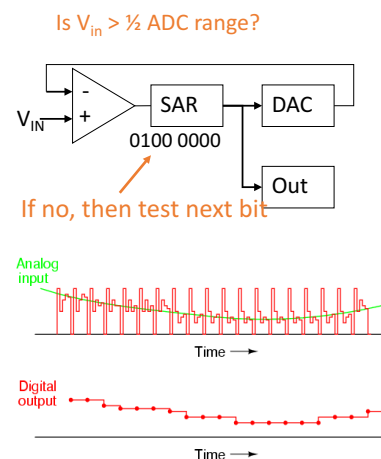 Is Vin > ½ ADC range?
-
+
VIN
SAR
DAC
0100 0000
Out
If no, then test next bit
Analog
input
Time →
Digital
output
Time →